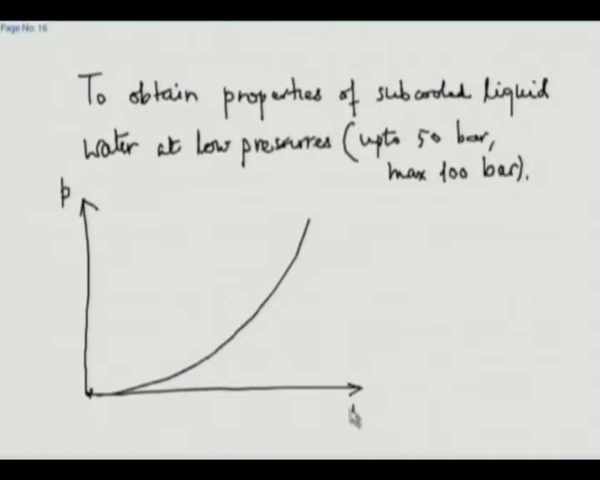 Page No: 16
To obtain properties of subcooled liquid
water at low pressures (upto 50 bar,
max 100 bar).
p